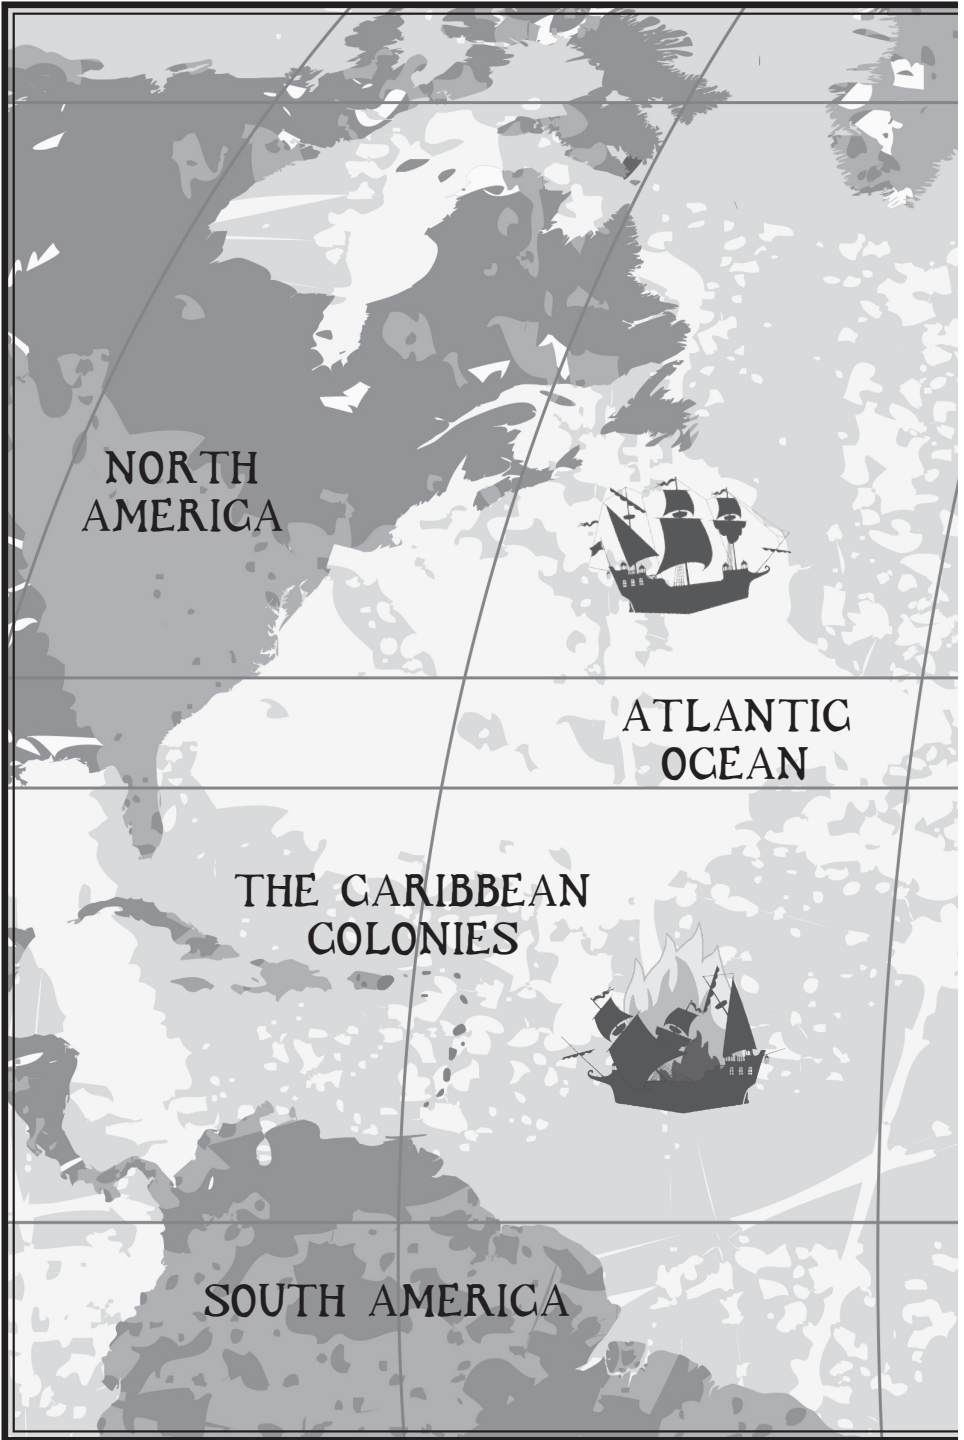 NORTH
AMERICA
ATLANTIC
OCEAN
THE CARIBBEAN
COLONIES
SOUTH AMERICA